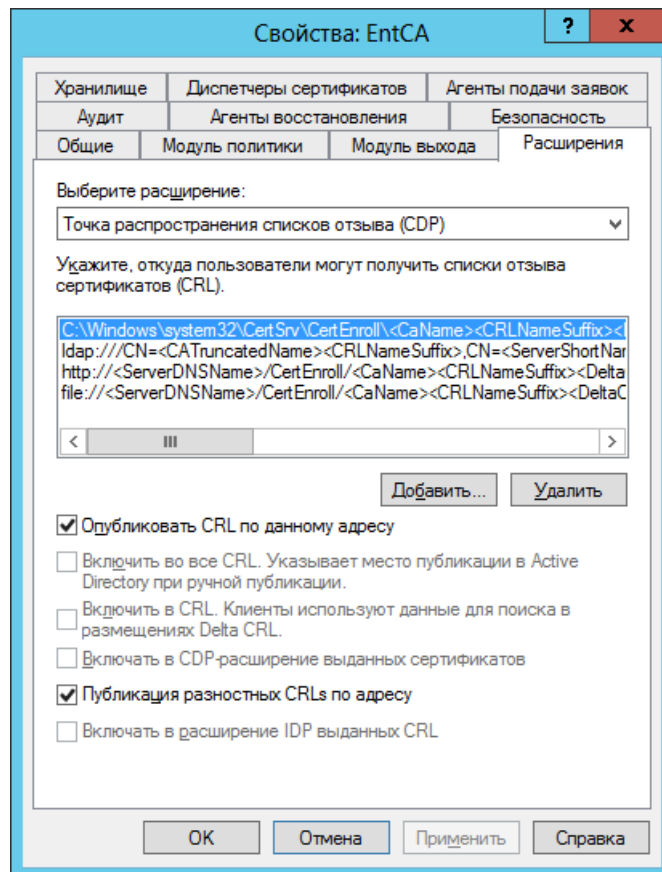 Свойства: EntCA
?
x
Хранилище
Диспетчеры сертификатов
Агенты подачи заявок
Аудит
Агенты восстановления
Безопасность
Общие
Модуль политики
Модуль выхода
Расширения
Выберите расширение:
Точка распространения списков отзыва (CDP)
Укажите, откуда пользователи могут получить списки отзыва
сертификатов (CRL).
C:\Windows\system32\CertSrv\CertEnroll\<CaName><CRLNameSuffix><
ldap:///CN=<CATruncatedName><CRLNameSuffix>,CN=<ServerShortNar
http://<ServerDNSName>/CertEnroll/<CaName><CRLNameSuffix><Delta
file://<ServerDNSName>/CertEnroll/<CaName><CRLNameSuffix><DeltaC
Добавить...
Удалить
Опубликовать CRL по данному адресу
Включить во все CRL. Указывает место публикации в Active
Directory при ручной публикации.
Включить в CRL. Клиенты используют данные для поиска в
размещениях Delta CRL.
Включать в CDP-расширение выданных сертификатов
Публикация разностных CRLs по адресу
Включать в расширение IDP выданных CRL
OK
Отмена
Применить
Справка